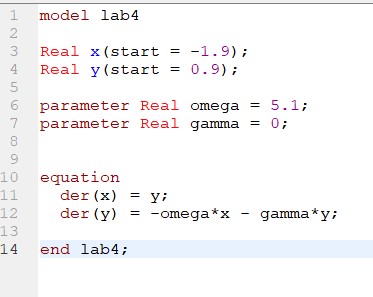 1 model lab4
2
3 Real x(start = -1.9);
4 Real y(start = 0.9);
5
6 parameter Real omega = 5.1;
7 parameter Real gamma = 0;
8
9
10 equation
11   der(x) = y;
12   der(y) = -omega*x - gamma*y;
13
14 end lab4;